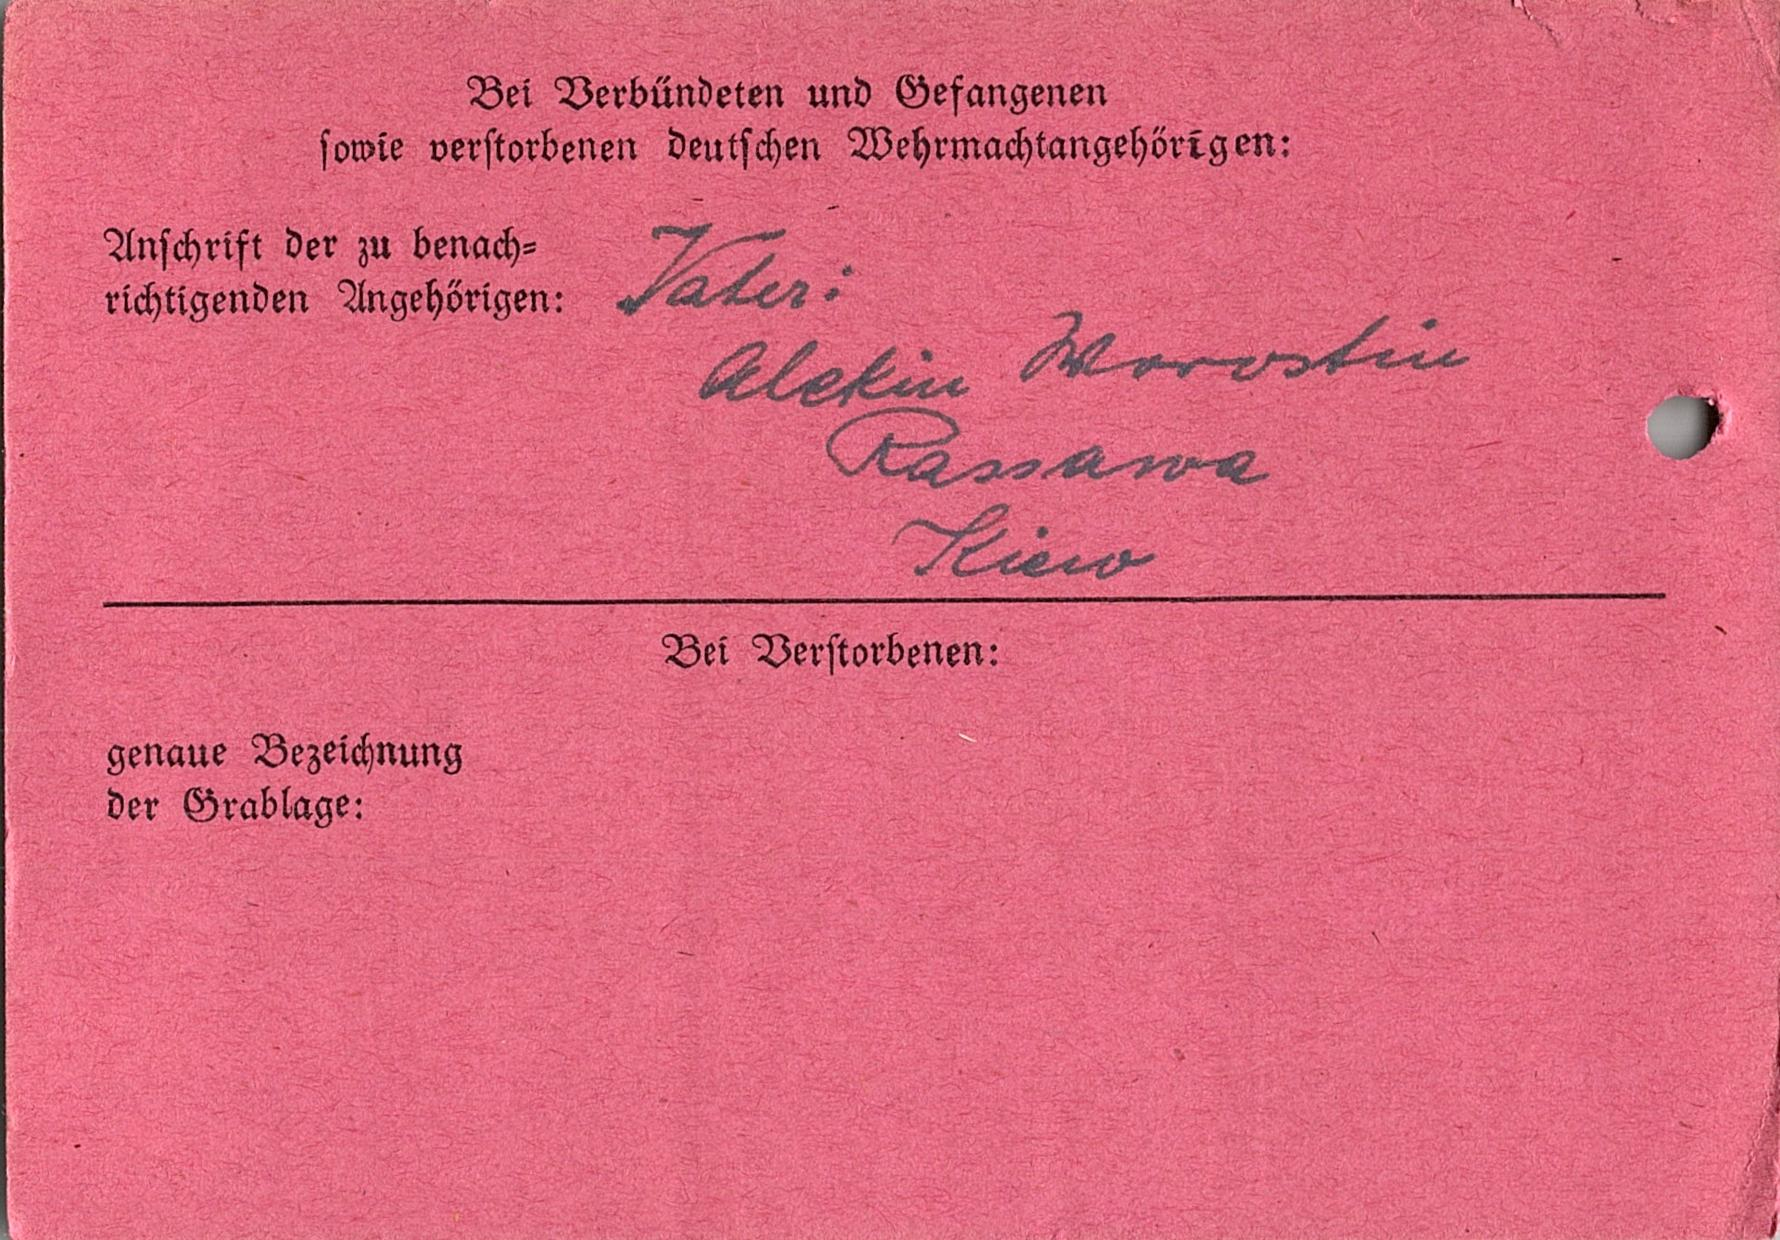 Bei Verbündeten und Gefangenen
sowie verstorbenen deutschen Wehrmachtangehörigen:
Anschrift der zu benach-
richtigenden Angehörigen: Vater:
Alekin Worostin
Rassawa
Kiew
Bei Verstorbenen:
genaue Bezeichnung
der Grablage: